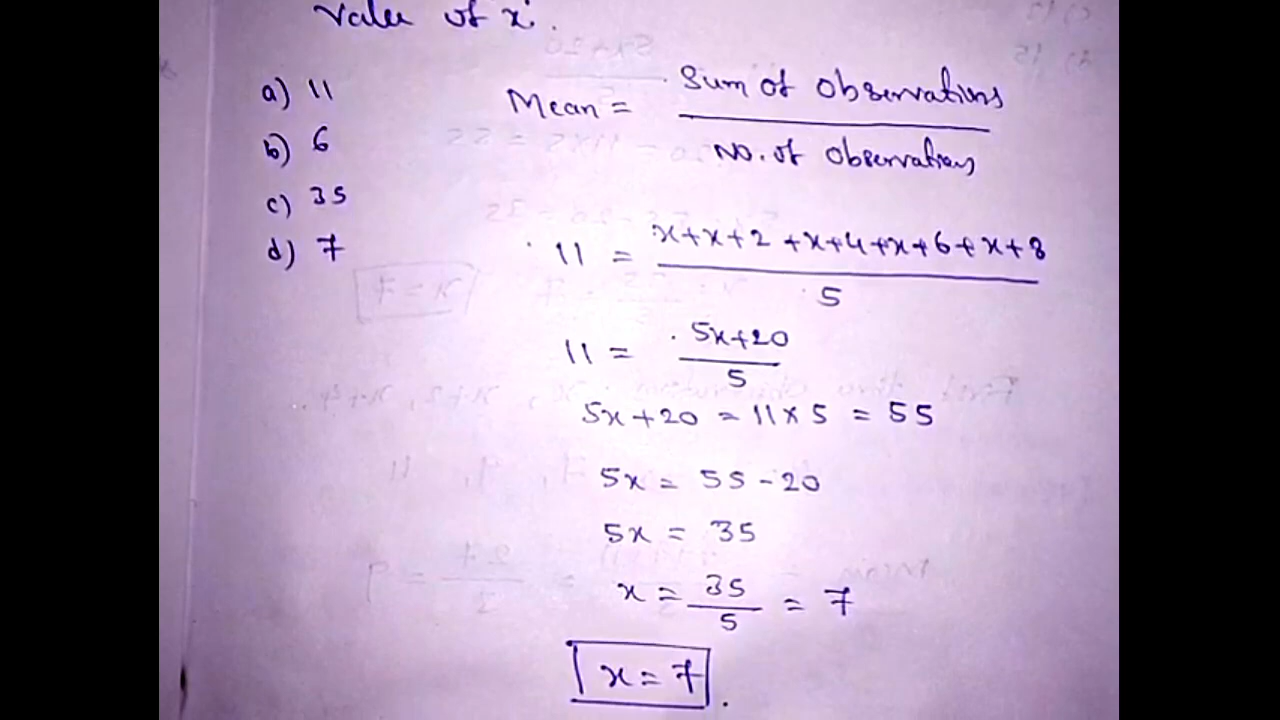 Value of x.
a) 11
b) 6
c) 35
d) 7
Mean = Sum of observations / No. of observations
11 = x+x+2+x+4+x+6+x+8 / 5
11 = 5x+20 / 5
5x+20 = 11×5 = 55
5x = 55-20
5x = 35
x = 35/5 = 7
x = 7.